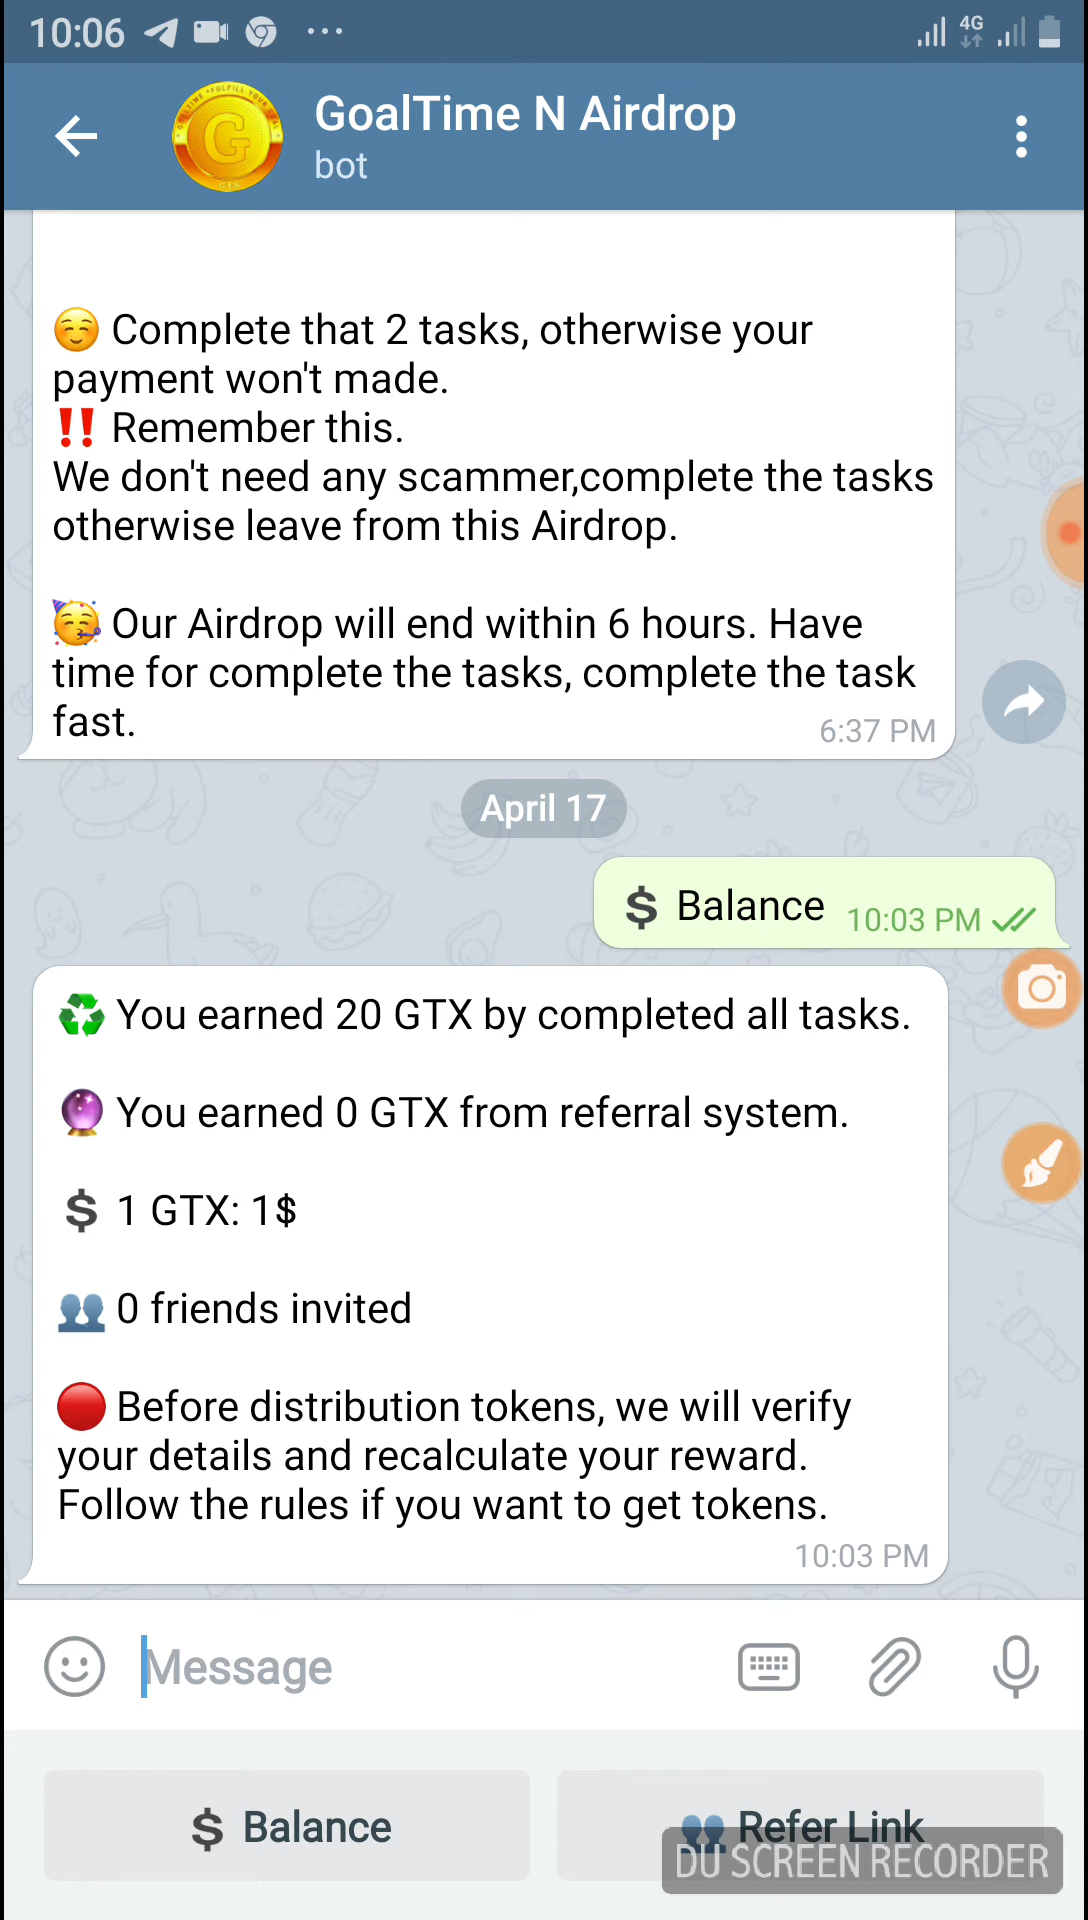 10:06
4G
GoalTime N Airdrop
bot
☺️ Complete that 2 tasks, otherwise your
payment won't made.
‼️ Remember this.
We don't need any scammer,complete the tasks
otherwise leave from this Airdrop.
🥳 Our Airdrop will end within 6 hours. Have
time for complete the tasks, complete the task
fast.
6:37 PM
April 17
💲 Balance 10:03 PM
♻️ You earned 20 GTX by completed all tasks.
🔮 You earned 0 GTX from referral system.
💲 1 GTX: 1$
👥 0 friends invited
🔴 Before distribution tokens, we will verify
your details and recalculate your reward.
Follow the rules if you want to get tokens.
10:03 PM
Message
💲 Balance
👥 Refer Link
DU SCREEN RECORDER